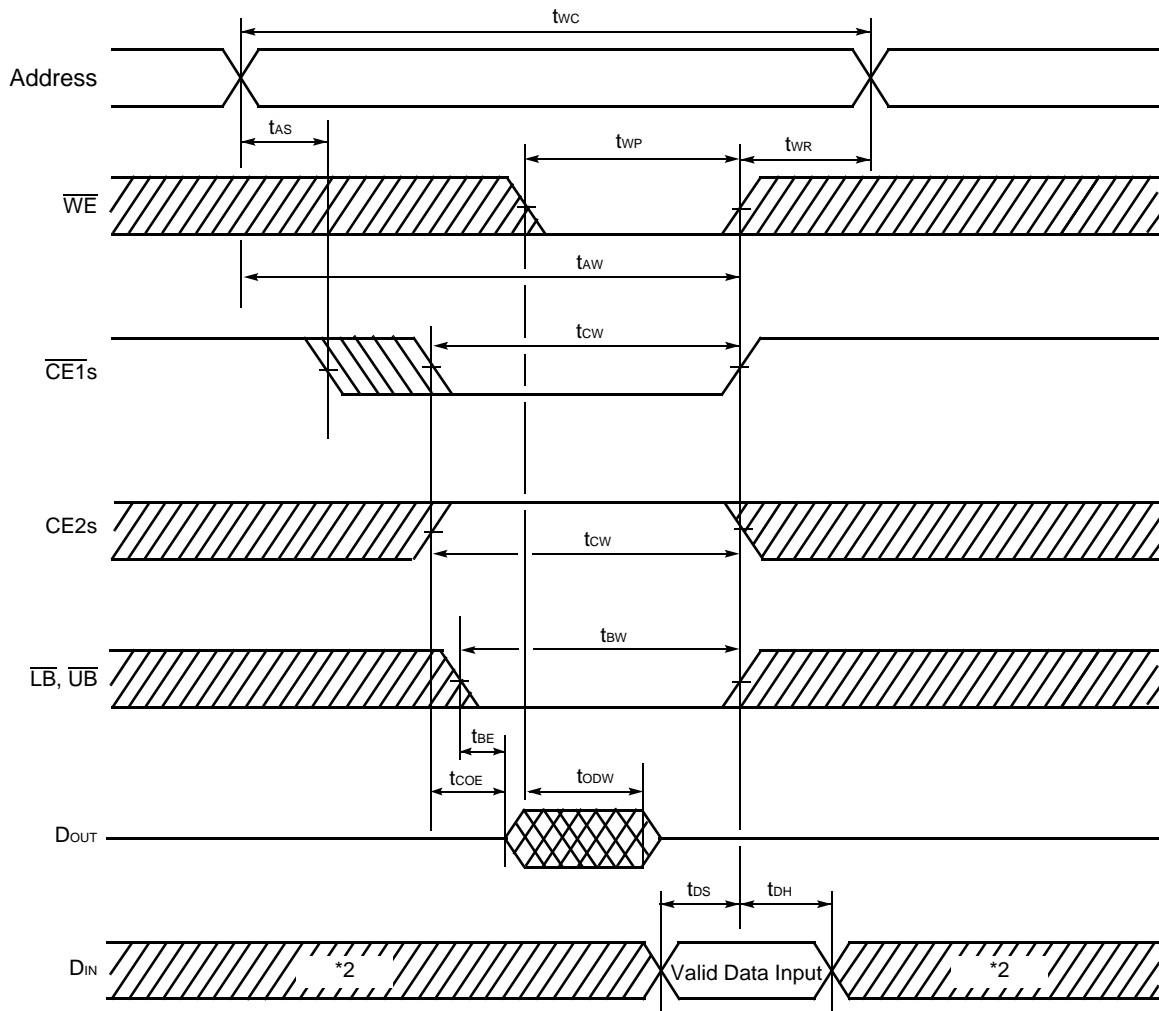 tWC
Address
tAS
tWP
tWR
WE
tAW
tCW
CE1s
CE2s
tCW
tBW
LB, UB
tBE
tCOE
tODW
DOUT
tDS
tDH
DIN
*2
Valid Data Input
*2